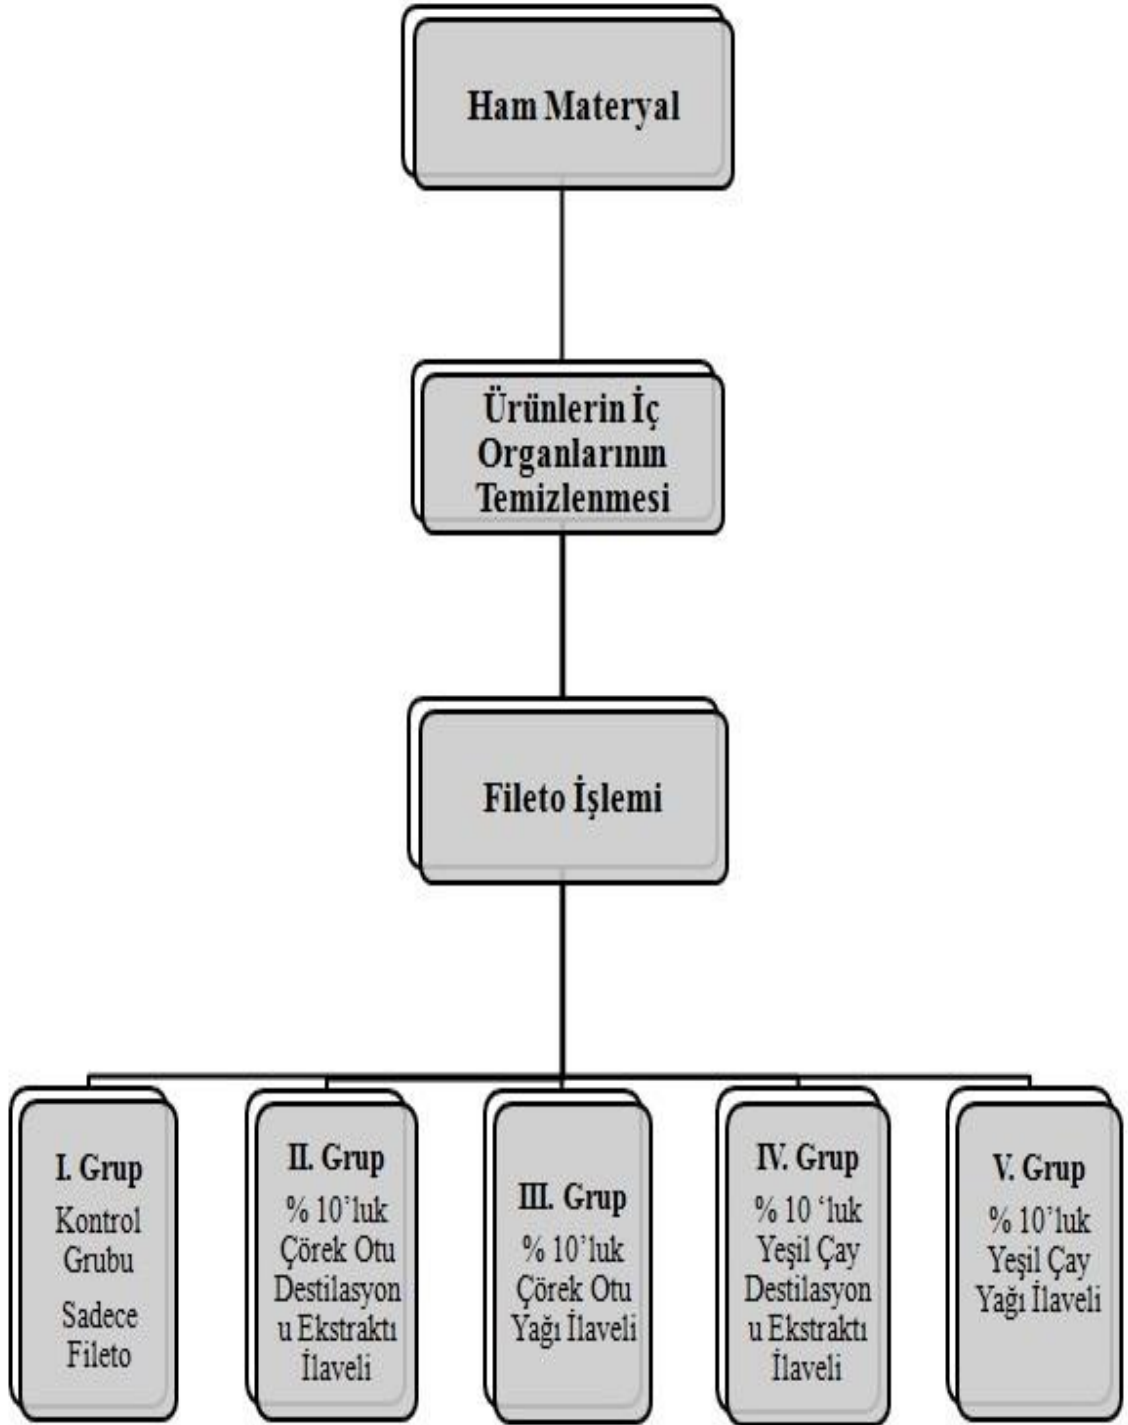 Ham Materyal
Ürünlerin İç
Organlarının
Temizlenmesi
Fileto İşlemi
I. Grup
Kontrol
Grubu
Sadece
Fileto
II. Grup
% 10’luk
Çörek Otu
Destilasyon
u Ekstraktı
İlaveli
III. Grup
% 10’luk
Çörek Otu
Yağı İlaveli
IV. Grup
% 10 ‘luk
Yeşil Çay
Destilasyon
u Ekstraktı
İlaveli
V. Grup
% 10’luk
Yeşil Çay
Yağı İlaveli